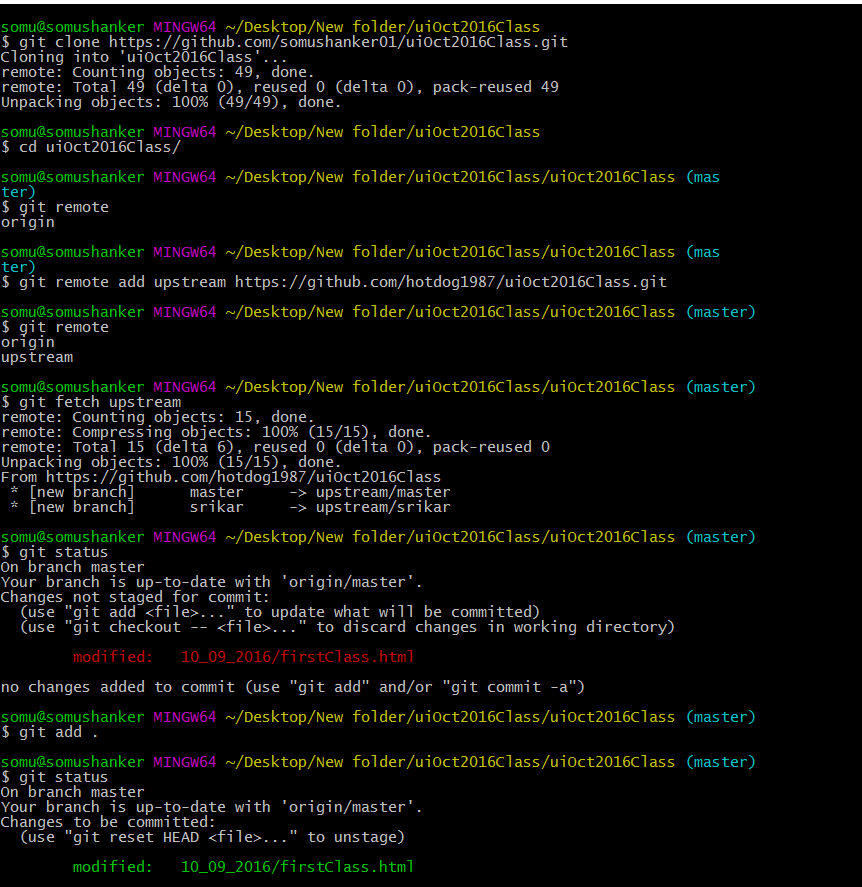 somu@somushanker MINGW64 ~/Desktop/New folder/uiOct2016Class
$ git clone https://github.com/somushanker01/uiOct2016Class.git
Cloning into 'uiOct2016Class'...
remote: Counting objects: 49, done.
remote: Total 49 (delta 0), reused 0 (delta 0), pack-reused 49
Unpacking objects: 100% (49/49), done.
somu@somushanker MINGW64 ~/Desktop/New folder/uiOct2016Class
$ cd uiOct2016Class/
somu@somushanker MINGW64 ~/Desktop/New folder/uiOct2016Class/uiOct2016Class (mas
ter)
$ git remote
origin
somu@somushanker MINGW64 ~/Desktop/New folder/uiOct2016Class/uiOct2016Class (mas
ter)
$ git remote add upstream https://github.com/hotdog1987/uiOct2016Class.git
somu@somushanker MINGW64 ~/Desktop/New folder/uiOct2016Class/uiOct2016Class (master)
$ git remote
origin
upstream
somu@somushanker MINGW64 ~/Desktop/New folder/uiOct2016Class/uiOct2016Class (master)
$ git fetch upstream
remote: Counting objects: 15, done.
remote: Compressing objects: 100% (15/15), done.
remote: Total 15 (delta 6), reused 0 (delta 0), pack-reused 0
Unpacking objects: 100% (15/15), done.
From https://github.com/hotdog1987/uiOct2016Class
 * [new branch]      master     -> upstream/master
 * [new branch]      srikar     -> upstream/srikar
somu@somushanker MINGW64 ~/Desktop/New folder/uiOct2016Class/uiOct2016Class (master)
$ git status
On branch master
Your branch is up-to-date with 'origin/master'.
Changes not staged for commit:
  (use "git add <file>..." to update what will be committed)
  (use "git checkout -- <file>..." to discard changes in working directory)
        modified:   10_09_2016/firstClass.html
no changes added to commit (use "git add" and/or "git commit -a")
somu@somushanker MINGW64 ~/Desktop/New folder/uiOct2016Class/uiOct2016Class (master)
$ git add .
somu@somushanker MINGW64 ~/Desktop/New folder/uiOct2016Class/uiOct2016Class (master)
$ git status
On branch master
Your branch is up-to-date with 'origin/master'.
Changes to be committed:
  (use "git reset HEAD <file>..." to unstage)
        modified:   10_09_2016/firstClass.html